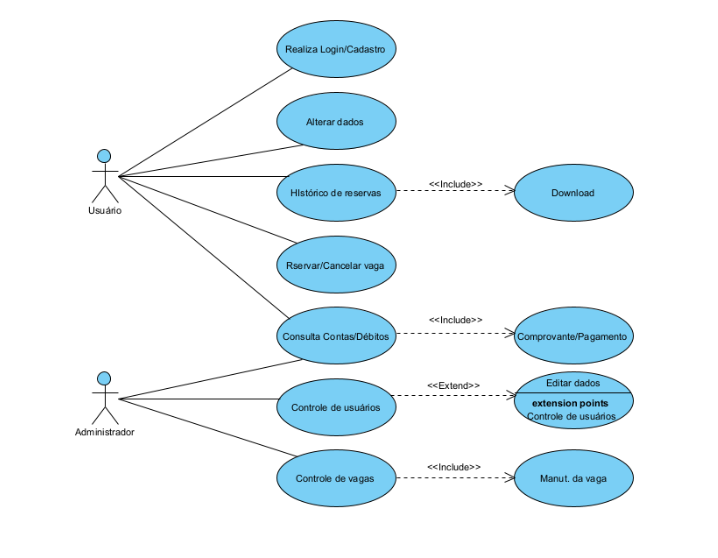 Realiza Login/Cadastro
Alterar dados
Usuário
HIstórico de reservas
<<Include>>
Download
Rservar/Cancelar vaga
Consulta Contas/Débitos
<<Include>>
Comprovante/Pagamento
Administrador
Controle de usuários
<<Extend>>
Editar dados
extension points
Controle de usuários
Controle de vagas
<<Include>>
Manut. da vaga